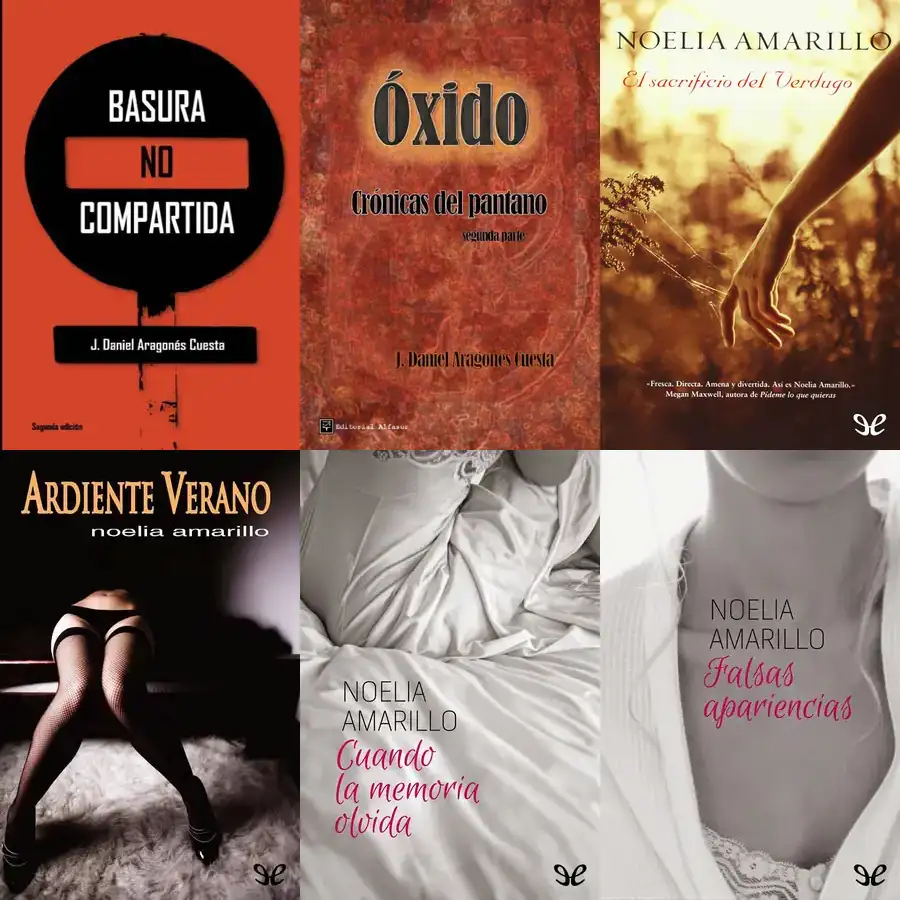 BASURA
NO
COMPARTIDA
J. Daniel Aragonés Cuesta
Segunda edición
Óxido
Crónicas del pantano
segunda parte
J. Daniel Aragonés Cuesta
Editorial Alfasur
NOELIA AMARILLO
El sacrificio del Verdugo
«Fresca. Directa. Amena y divertida. Así es Noelia Amarillo.»
Megan Maxwell, autora de Pídeme lo que quieras
ARDIENTE VERANO
noelia amarillo
NOELIA
AMARILLO
Cuando
la memoria
olvida
NOELIA
AMARILLO
Falsas
apariencias